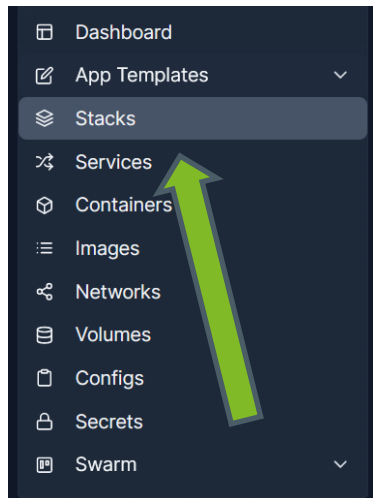 Dashboard
App Templates
Stacks
Services
Containers
Images
Networks
Volumes
Configs
Secrets
Swarm